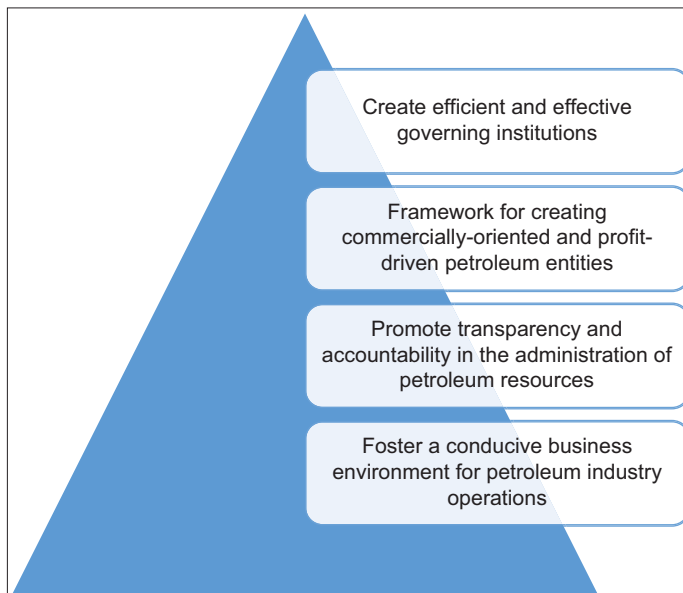 Create efficient and effective
governing institutions
Framework for creating
commercially-oriented and profit-
driven petroleum entities
Promote transparency and
accountability in the administration of
petroleum resources
Foster a conducive business
environment for petroleum industry
operations